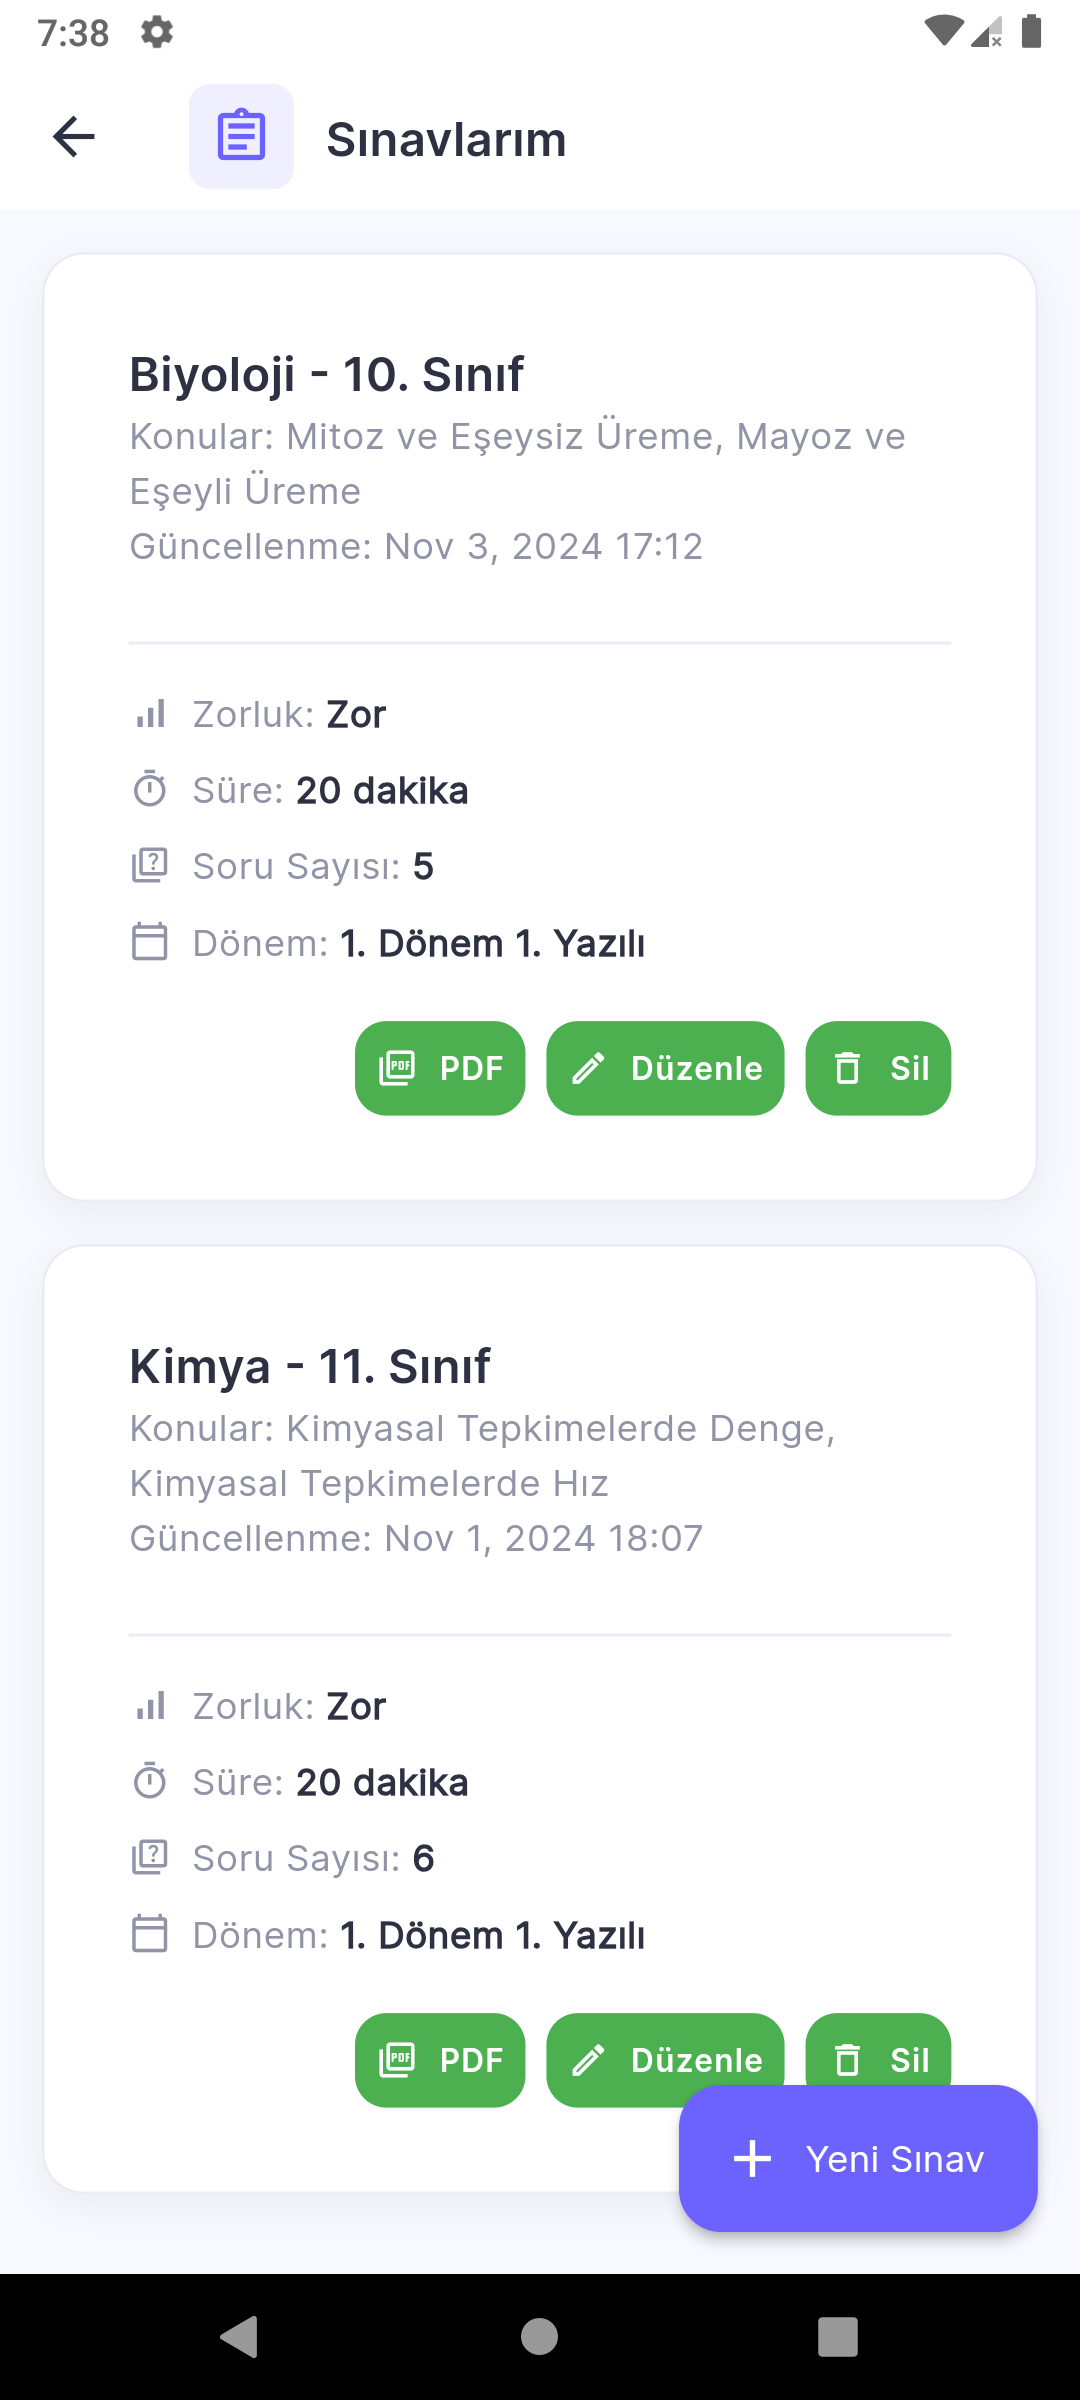 7:38
Sınavlarım
Biyoloji - 10. Sınıf
Konular: Mitoz ve Eşeysiz Üreme, Mayoz ve
Eşeyli Üreme
Güncellenme: Nov 3, 2024 17:12
Zorluk: Zor
Süre: 20 dakika
Soru Sayısı: 5
Dönem: 1. Dönem 1. Yazılı
PDF Düzenle Sil
Kimya - 11. Sınıf
Konular: Kimyasal Tepkimelerde Denge,
Kimyasal Tepkimelerde Hız
Güncellenme: Nov 1, 2024 18:07
Zorluk: Zor
Süre: 20 dakika
Soru Sayısı: 6
Dönem: 1. Dönem 1. Yazılı
PDF Düzenle Sil
Yeni Sınav